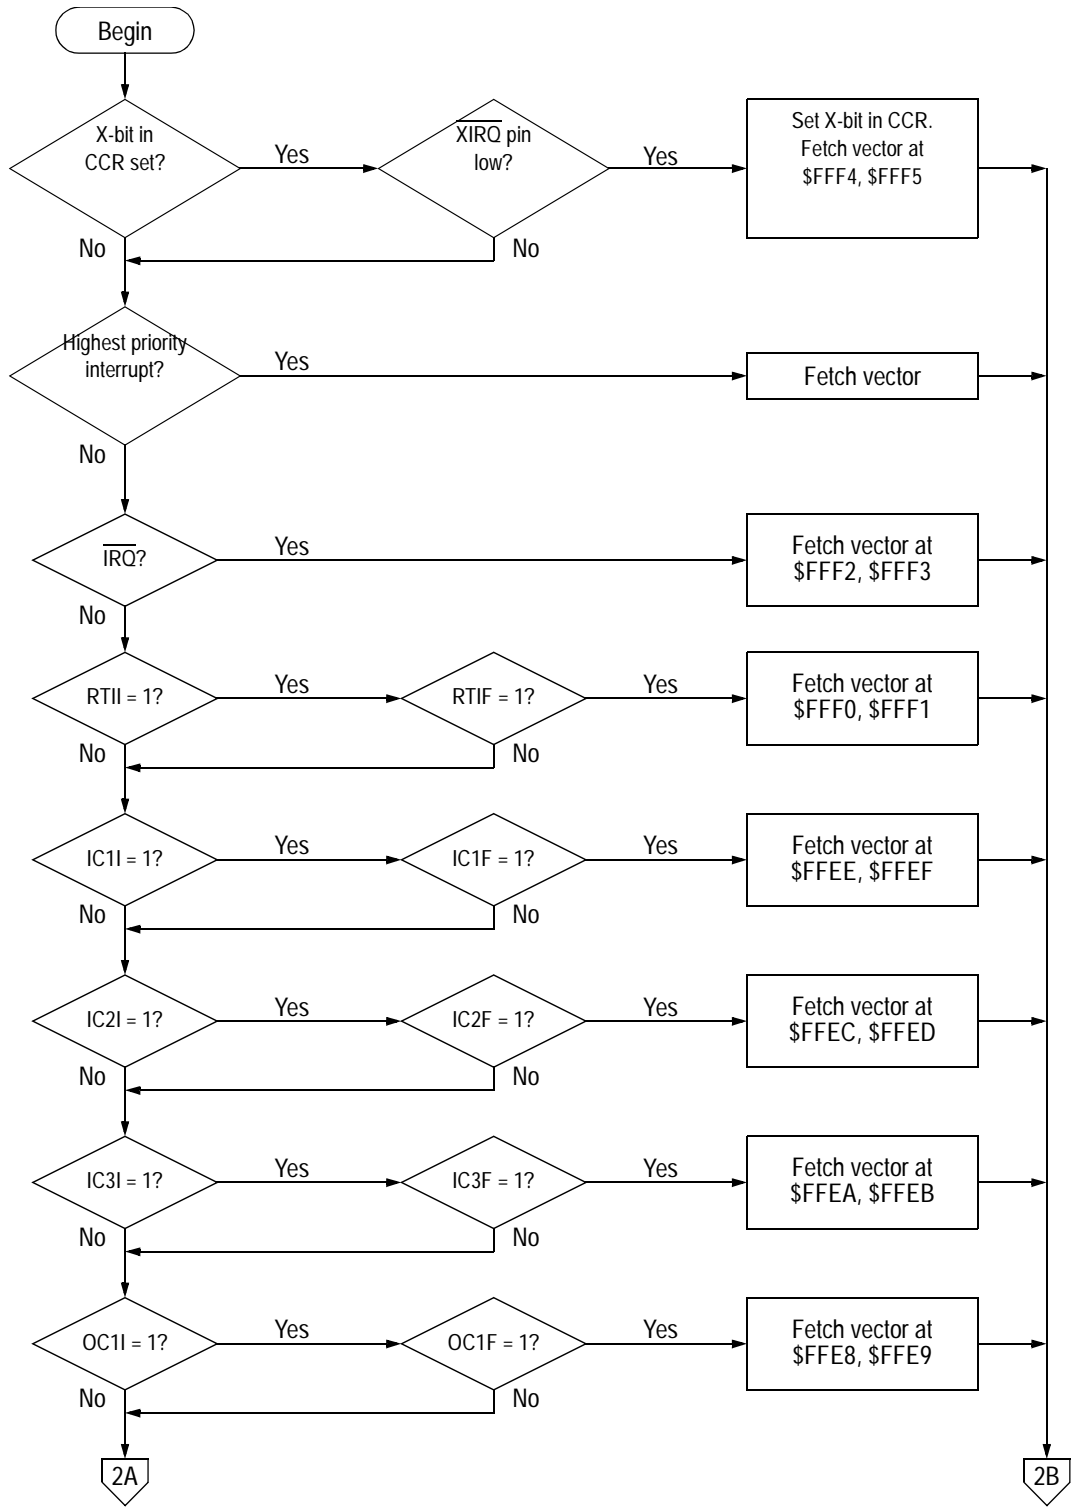 Begin
X-bit in
CCR set?
Yes
XIRQ pin
low?
Yes
Set X-bit in CCR.
Fetch vector at
$FFF4, $FFF5
No
No
Highest priority
interrupt?
Yes
Fetch vector
No
IRQ?
Yes
Fetch vector at
$FFF2, $FFF3
No
RTII = 1?
Yes
RTIF = 1?
Yes
Fetch vector at
$FFF0, $FFF1
No
No
IC1I = 1?
Yes
IC1F = 1?
Yes
Fetch vector at
$FFEE, $FFEF
No
No
IC2I = 1?
Yes
IC2F = 1?
Yes
Fetch vector at
$FFEC, $FFED
No
No
IC3I = 1?
Yes
IC3F = 1?
Yes
Fetch vector at
$FFEA, $FFEB
No
No
OC1I = 1?
Yes
OC1F = 1?
Yes
Fetch vector at
$FFE8, $FFE9
No
No
2A
2B